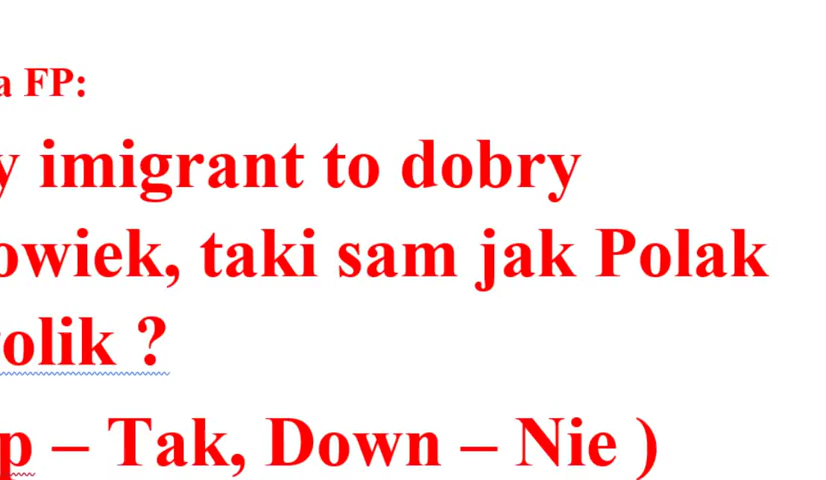 a FP:
y imigrant to dobry
owiek, taki sam jak Polak
olik ?
p – Tak, Down – Nie )